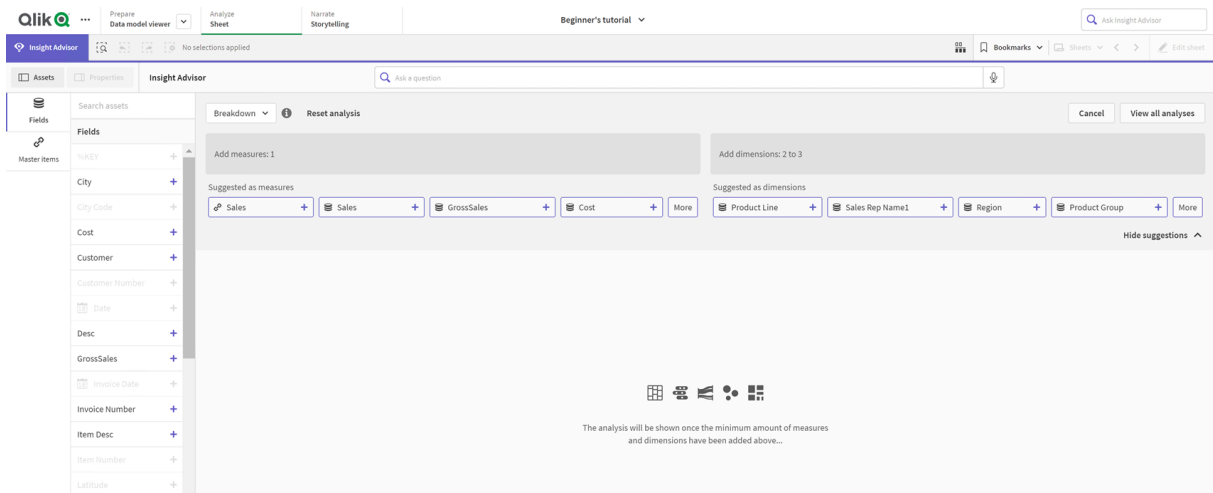 Qlik
Prepare
Data model viewer
Analyze
Sheet
Narrate
Storytelling
Beginner's tutorial
Ask Insight Advisor
Insight Advisor
No selections applied
Bookmarks
Sheets
Edit sheet
Assets
Properties
Insight Advisor
Ask a question
Fields
Master items
Search assets
Fields
%KEY
City
City Code
Cost
Customer
Customer Number
Date
Desc
GrossSales
Invoice Date
Invoice Number
Item Desc
Item Number
Latitude
Breakdown
Reset analysis
Cancel
View all analyses
Add measures: 1
Add dimensions: 2 to 3
Suggested as measures
Sales
Sales
GrossSales
Cost
More
Suggested as dimensions
Product Line
Sales Rep Name1
Region
Product Group
More
Hide suggestions
The analysis will be shown once the minimum amount of measures
and dimensions have been added above...